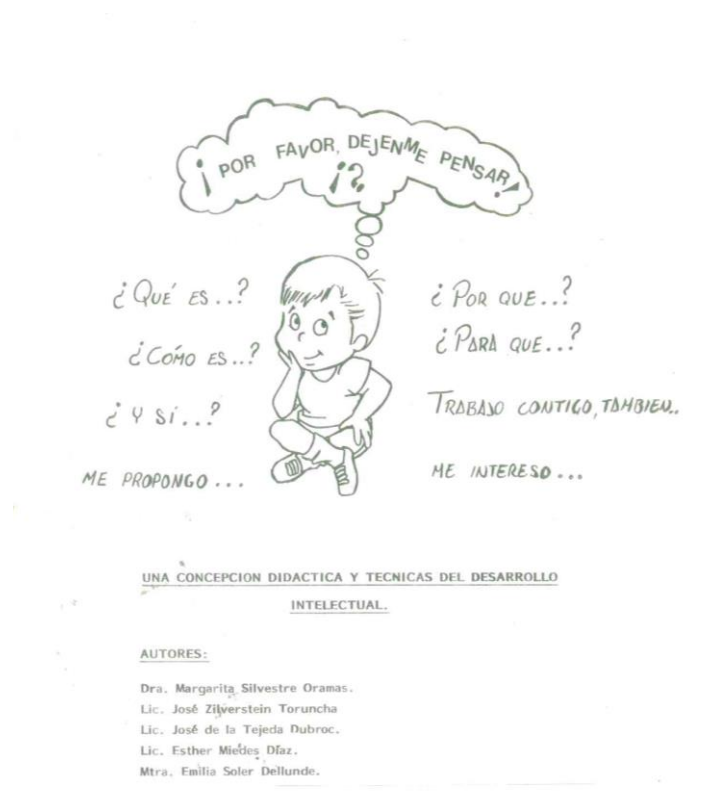 ¡POR FAVOR, DEJENME PENSAR!
¡?
¿QUÉ ES..?
¿CÓMO ES..?
¿Y SÍ...?
ME PROPONGO...
¿POR QUE...?
¿PARA QUE...?
TRABAJO CONTIGO, TAMBIEN..
ME INTERESO...
UNA CONCEPCION DIDACTICA Y TECNICAS DEL DESARROLLO
INTELECTUAL.
AUTORES:
Dra. Margarita Silvestre Oramas.
Lic. José Zilverstein Toruncha
Lic. José de la Tejeda Dubroc.
Lic. Esther Miedes Díaz.
Mtra. Emilia Soler Dellunde.